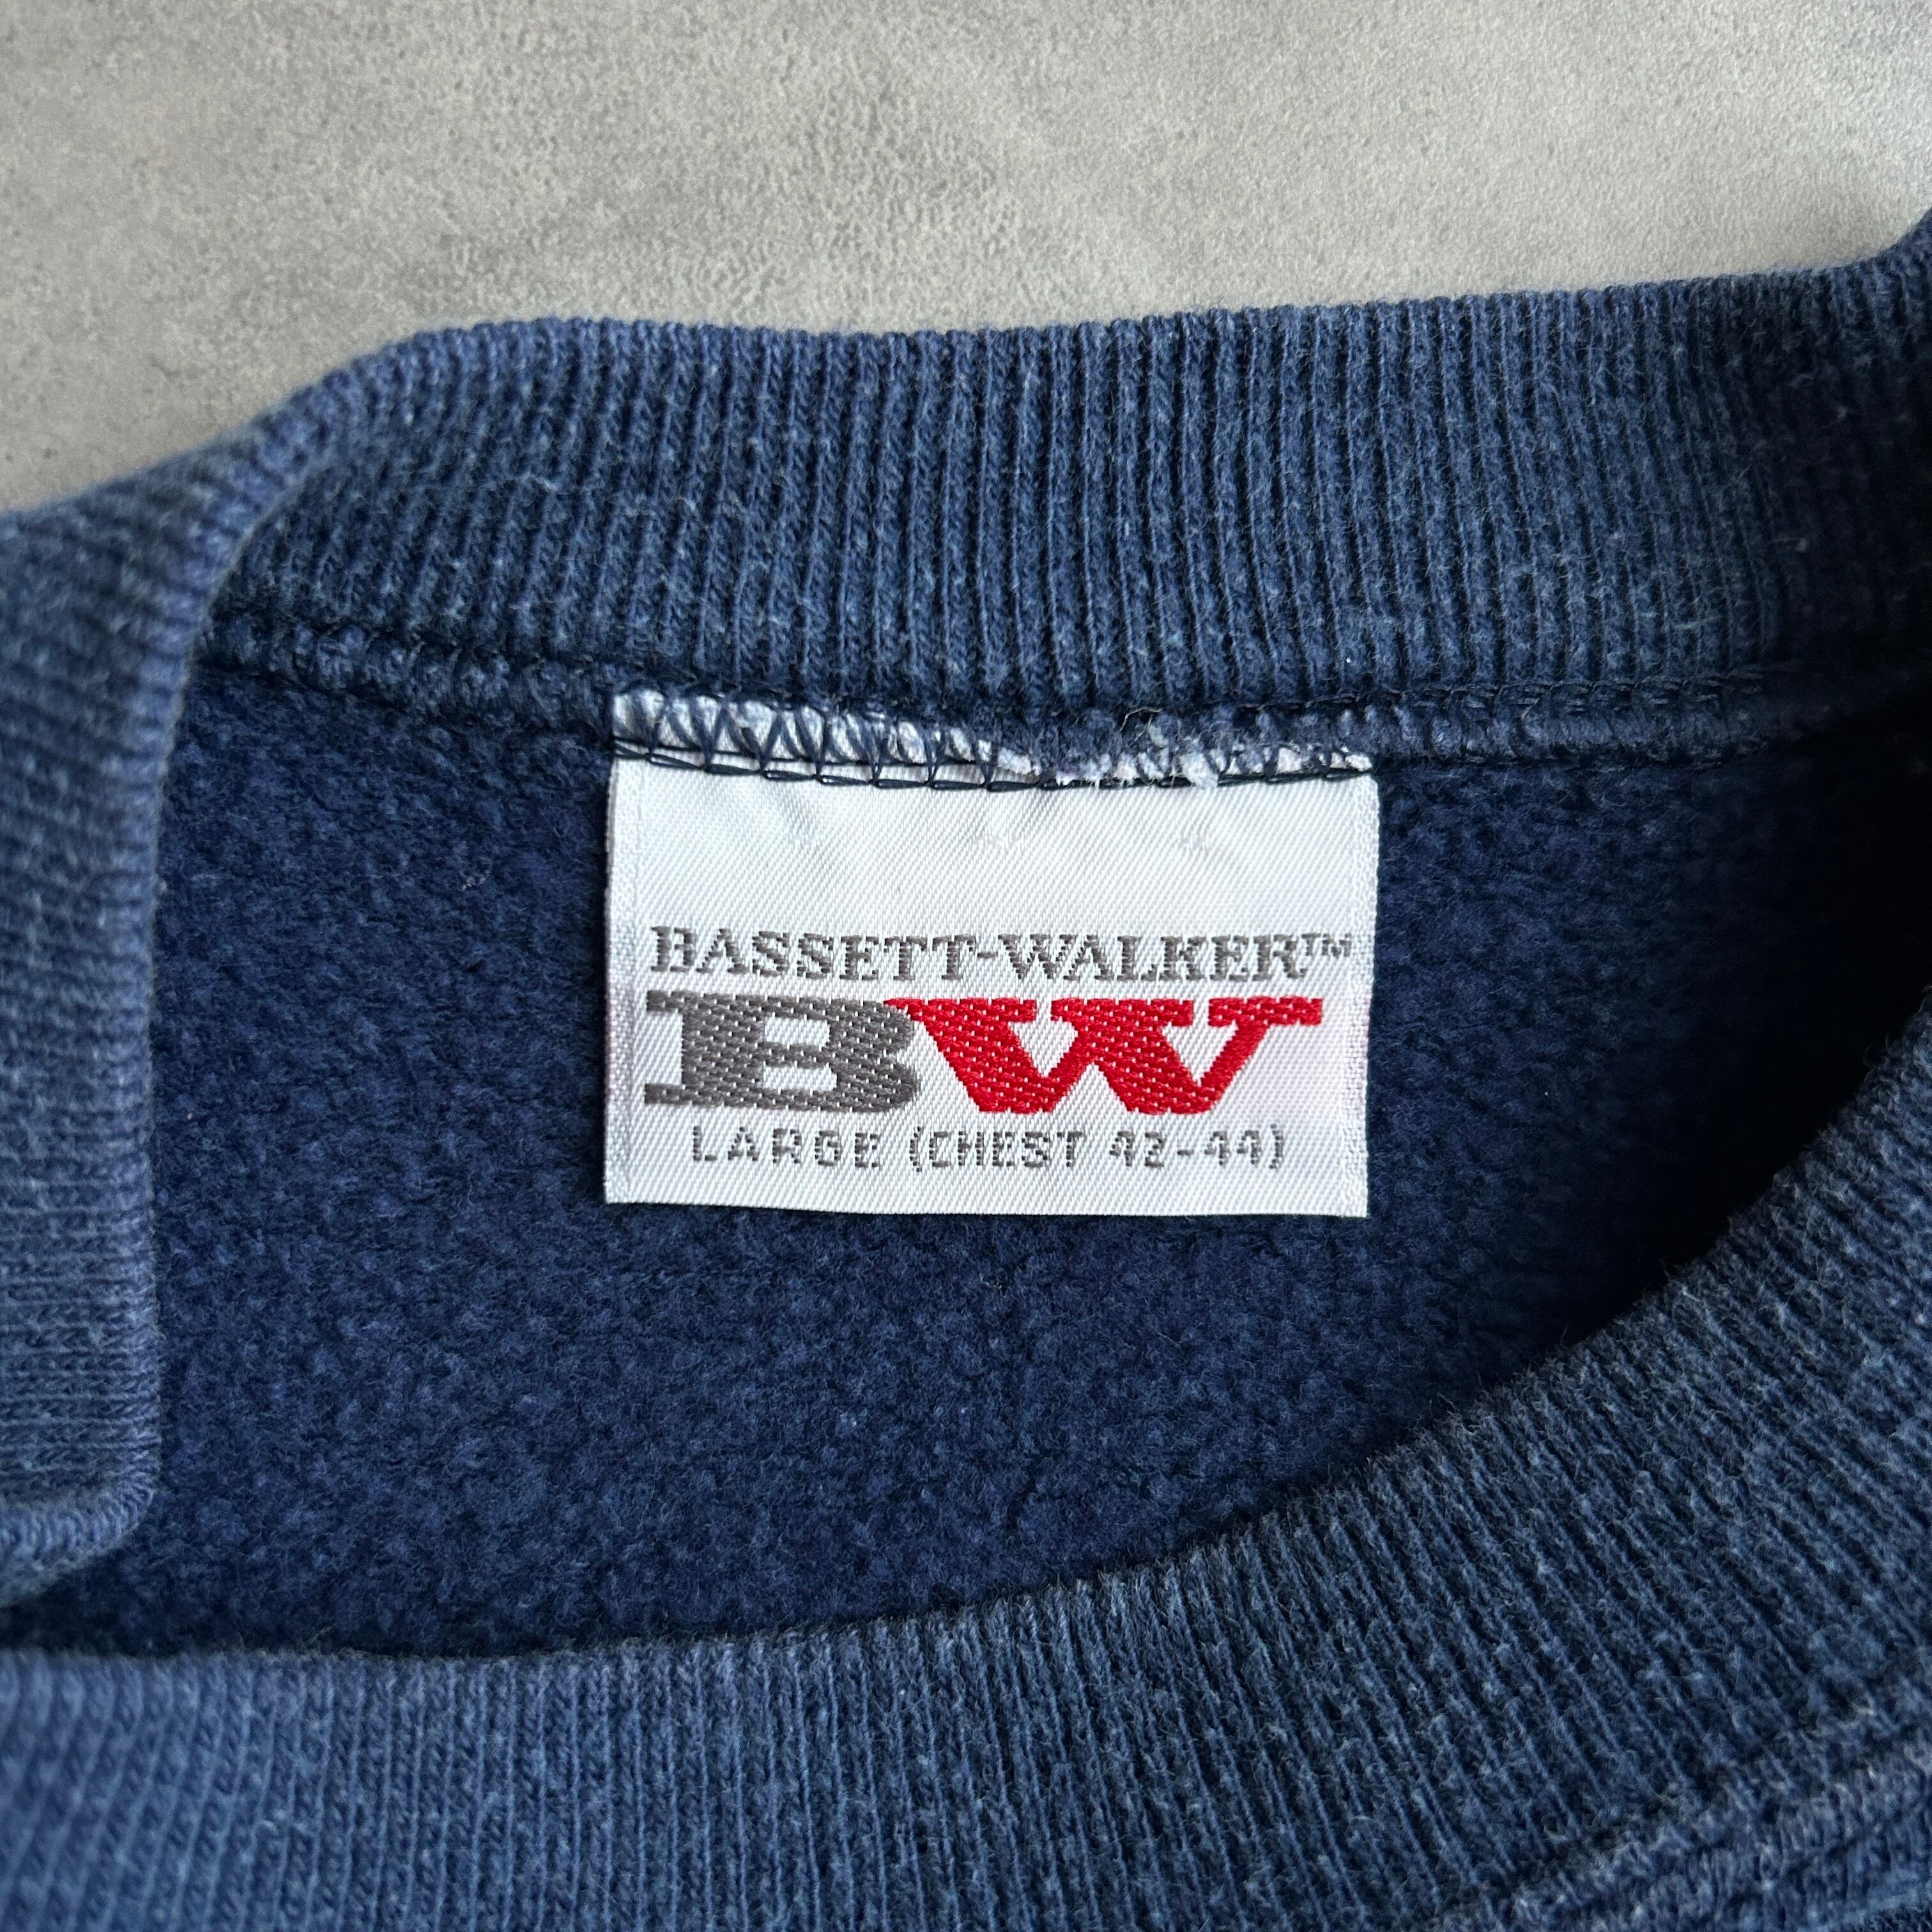 BASSETT-WALKER™
BW
LARGE (CHEST 42-44)